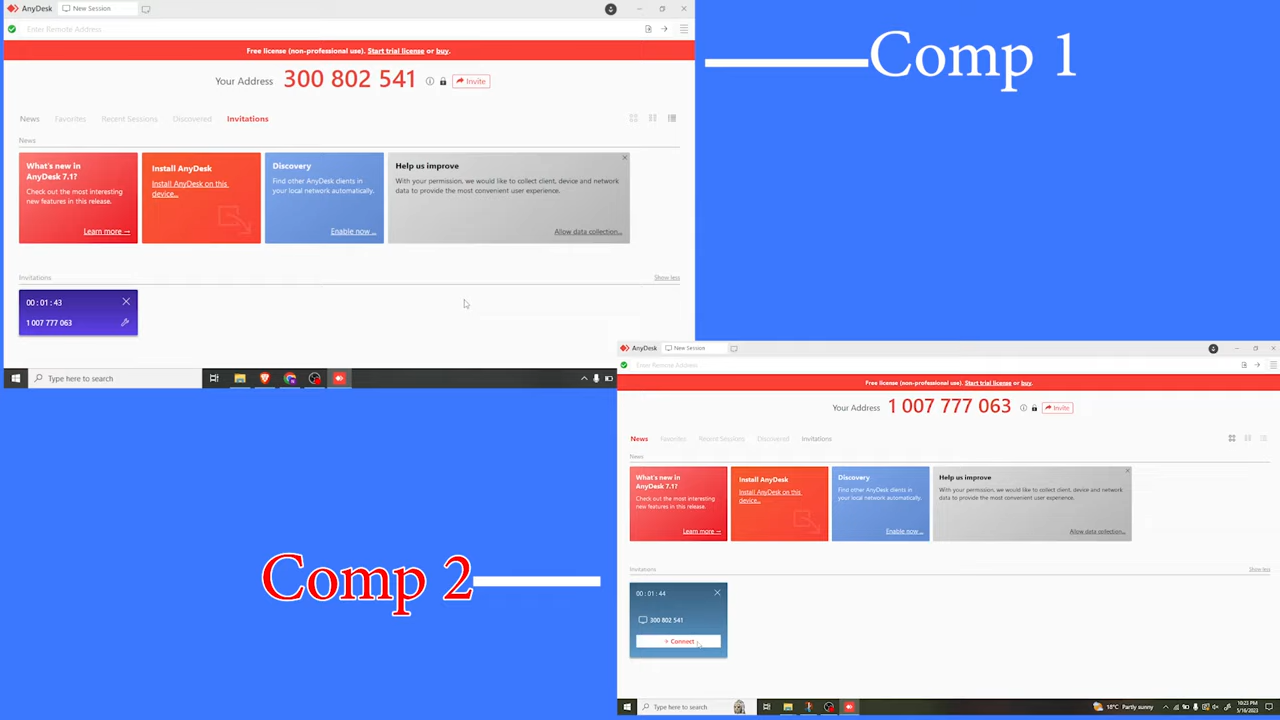 AnyDesk
New Session
Enter Remote Address
Free license (non-professional use). Start trial license or buy.
Your Address 300 802 541 Invite
News Favorites Recent Sessions Discovered Invitations
News
What's new in
AnyDesk 7.1?
Check out the most interesting
new features in this release.
Learn more →
Install AnyDesk
Install AnyDesk on this
device...
Discovery
Find other AnyDesk clients in
your local network automatically.
Enable now ...
Help us improve
With your permission, we would like to collect client, device and network
data to provide the most convenient user experience.
Allow data collection...
Invitations
Show less
00 : 01 : 43
1 007 777 063
Type here to search
Comp 1
Comp 2
AnyDesk
New Session
Enter Remote Address
Free license (non-professional use). Start trial license or buy.
Your Address 1 007 777 063 Invite
News Favorites Recent Sessions Discovered Invitations
News
What's new in
AnyDesk 7.1?
Check out the most interesting
new features in this release.
Learn more →
Install AnyDesk
Install AnyDesk on this
device...
Discovery
Find other AnyDesk clients in
your local network automatically.
Enable now ...
Help us improve
With your permission, we would like to collect client, device and network
data to provide the most convenient user experience.
Allow data collection...
Invitations
Show less
00 : 01 : 44
300 802 541
+ Connect
Type here to search
18°C Partly sunny
10:23 PM
5/16/2023